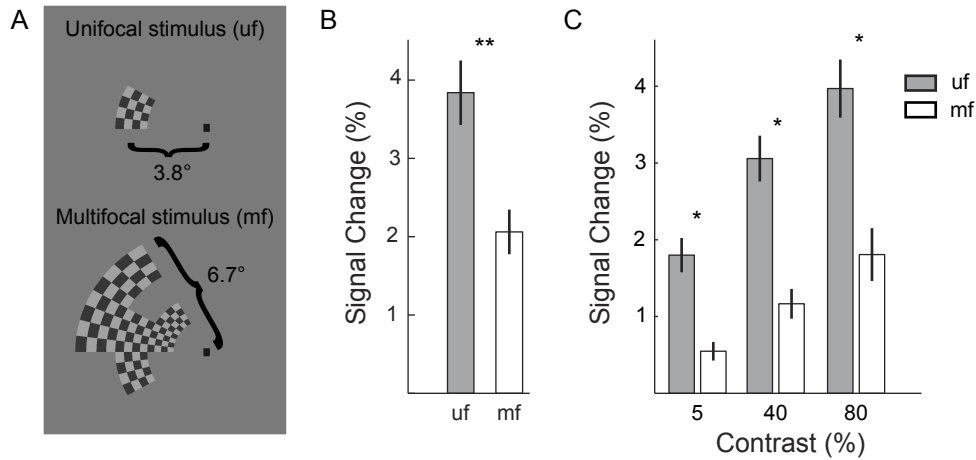 A
Unifocal stimulus (uf)
3.8°
Multifocal stimulus (mf)
6.7°
B
**
Signal Change (%)
4
3
2
1
uf mf
C
*
*
*
Signal Change (%)
4
3
2
1
5 40 80
Contrast (%)
uf
mf